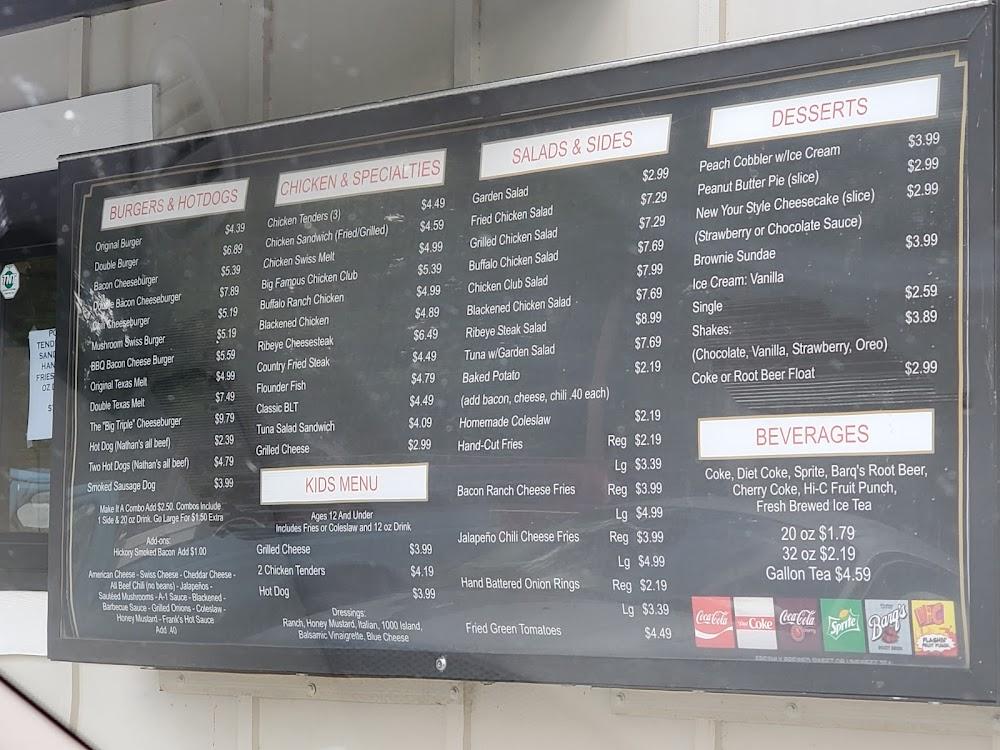 BURGERS & HOTDOGS
Original Burger $4.39
Double Burger $6.89
Bacon Cheeseburger $5.39
Double Bacon Cheeseburger $7.89
Cheeseburger $5.19
Mushroom Swiss Burger $5.19
BBQ Bacon Cheese Burger $5.59
Original Texas Melt $4.99
Double Texas Melt $7.49
The "Big Triple" Cheeseburger $9.79
Hot Dog (Nathan's all beef) $2.39
Two Hot Dogs (Nathan's all beef) $4.79
Smoked Sausage Dog $3.99
Make It A Combo Add $2.50. Combos Include
1 Side & 20 oz Drink. Go Large For $1.50 Extra
Add-ons:
Hickory Smoked Bacon Add $1.00
American Cheese - Swiss Cheese - Cheddar Cheese -
All Beef Chili (no beans) - Jalapeños -
Sautéed Mushrooms - A-1 Sauce - Blackened -
Barbecue Sauce - Grilled Onions - Coleslaw -
Honey Mustard - Frank's Hot Sauce
Add .40
CHICKEN & SPECIALTIES
Chicken Tenders (3) $4.49
Chicken Sandwich (Fried/Grilled) $4.59
Chicken Swiss Melt $4.99
Big Famous Chicken Club $5.39
Buffalo Ranch Chicken $4.99
Blackened Chicken $4.89
Ribeye Cheesesteak $6.49
Country Fried Steak $4.49
Flounder Fish $4.79
Classic BLT $4.49
Tuna Salad Sandwich $4.09
Grilled Cheese $2.99
KIDS MENU
Ages 12 And Under
Includes Fries or Coleslaw and 12 oz Drink
Grilled Cheese $3.99
2 Chicken Tenders $4.19
Hot Dog $3.99
Dressings:
Ranch, Honey Mustard, Italian, 1000 Island,
Balsamic Vinaigrette, Blue Cheese
SALADS & SIDES
Garden Salad $2.99
Fried Chicken Salad $7.29
Grilled Chicken Salad $7.29
Buffalo Chicken Salad $7.69
Chicken Club Salad $7.99
Blackened Chicken Salad $7.69
Ribeye Steak Salad $8.99
Tuna w/Garden Salad $7.69
Baked Potato $2.19
(add bacon, cheese, chili .40 each)
Homemade Coleslaw $2.19
Hand-Cut Fries Reg $2.19
Lg $3.39
Bacon Ranch Cheese Fries Reg $3.99
Lg $4.99
Jalapeño Chili Cheese Fries Reg $3.99
Lg $4.99
Hand Battered Onion Rings Reg $2.19
Lg $3.39
Fried Green Tomatoes $4.49
DESSERTS
Peach Cobbler w/Ice Cream $3.99
Peanut Butter Pie (slice) $2.99
New Your Style Cheesecake (slice) $2.99
(Strawberry or Chocolate Sauce)
Brownie Sundae $3.99
Ice Cream: Vanilla
Single $2.59
Shakes: $3.89
(Chocolate, Vanilla, Strawberry, Oreo)
Coke or Root Beer Float $2.99
BEVERAGES
Coke, Diet Coke, Sprite, Barq's Root Beer,
Cherry Coke, Hi-C Fruit Punch,
Fresh Brewed Ice Tea
20 oz $1.79
32 oz $2.19
Gallon Tea $4.59
Coca-Cola Diet Coke Coca-Cola Sprite Barq's